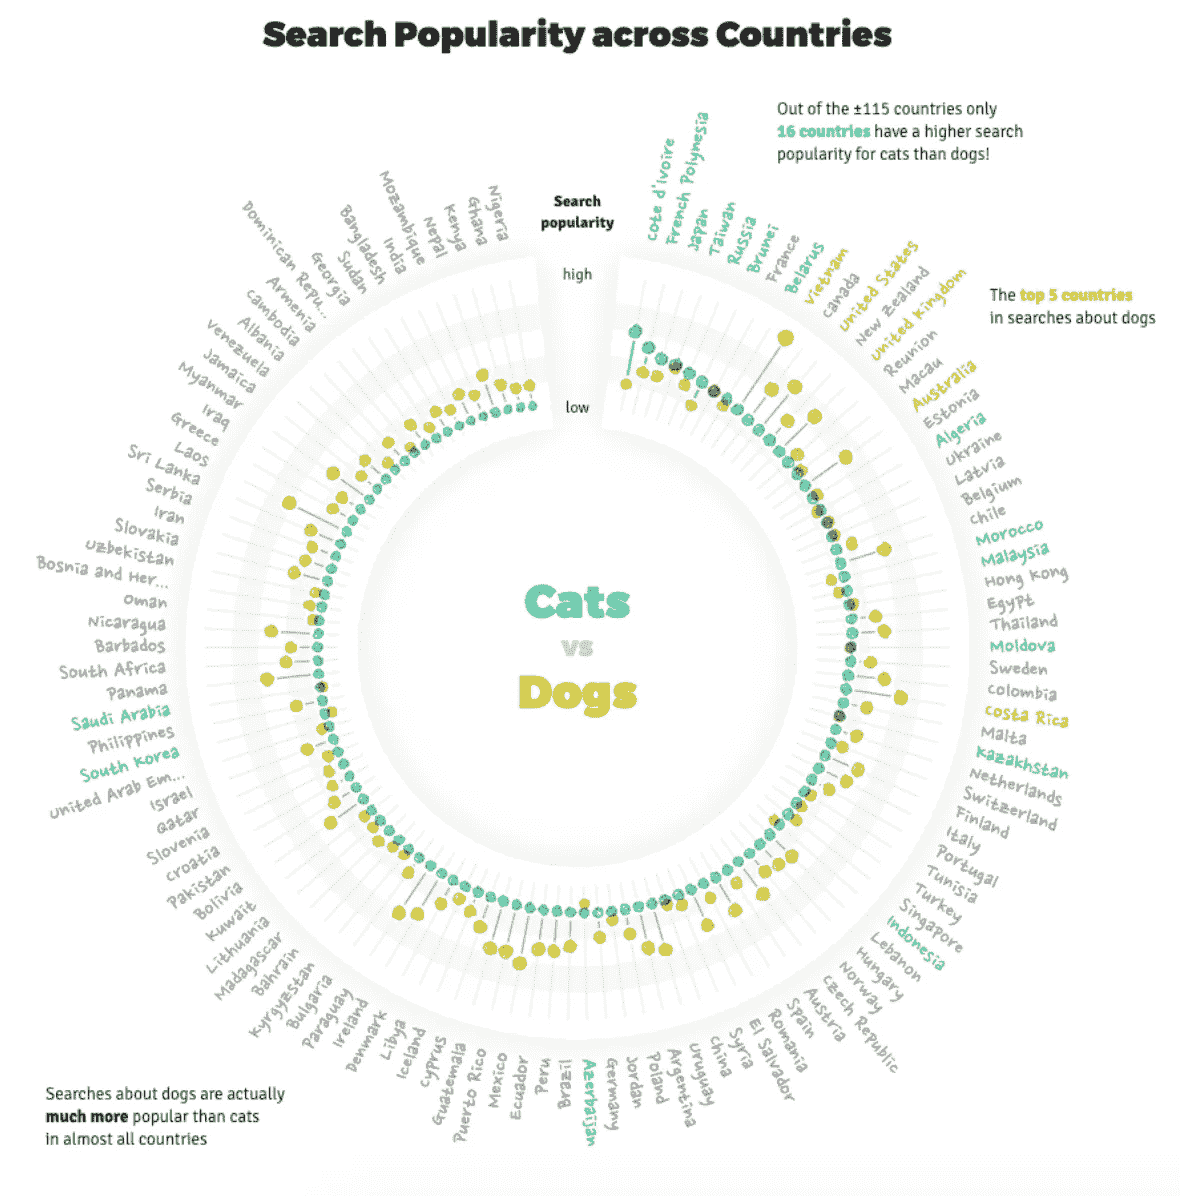 Search Popularity across Countries
Out of the ±115 countries only
16 countries have a higher search
popularity for cats than dogs!
Search
popularity
high
low
The top 5 countries
in searches about dogs
Cote d'Ivoire
French Polynesia
Japan
Taiwan
Russia
Brunei
France
Belarus
Vietnam
Canada
United States
New Zealand
United Kingdom
Reunion
Macau
Australia
Estonia
Algeria
Ukraine
Latvia
Belgium
Chile
Morocco
Malaysia
Hong Kong
Egypt
Thailand
Moldova
Sweden
Colombia
Costa Rica
Malta
Kazakhstan
Netherlands
Switzerland
Finland
Italy
Portugal
Tunisia
Turkey
Singapore
Indonesia
Lebanon
Hungary
Norway
Czech Republic
Austria
Spain
Romania
El Salvador
Syria
China
Uruguay
Argentina
Poland
Jordan
Germany
Azerbaijan
Brazil
Peru
Ecuador
Mexico
Puerto Rico
Guatemala
Cyprus
Iceland
Libya
Denmark
Ireland
Paraguay
Bulgaria
Kyrgyzstan
Bahrain
Madagascar
Lithuania
Kuwait
Bolivia
Pakistan
Croatia
Slovenia
Qatar
Israel
United Arab Em...
South Korea
Philippines
Saudi Arabia
Panama
South Africa
Barbados
Nicaragua
Oman
Bosnia and Her...
Uzbekistan
Slovakia
Iran
Serbia
Sri Lanka
Laos
Greece
Iraq
Myanmar
Jamaica
Venezuela
Albania
Cambodia
Armenia
Dominican Repu...
Georgia
Sudan
Bangladesh
India
Mozambique
Nepal
Kenya
Ghana
Nigeria
Cats
vs
Dogs
Searches about dogs are actually
much more popular than cats
in almost all countries